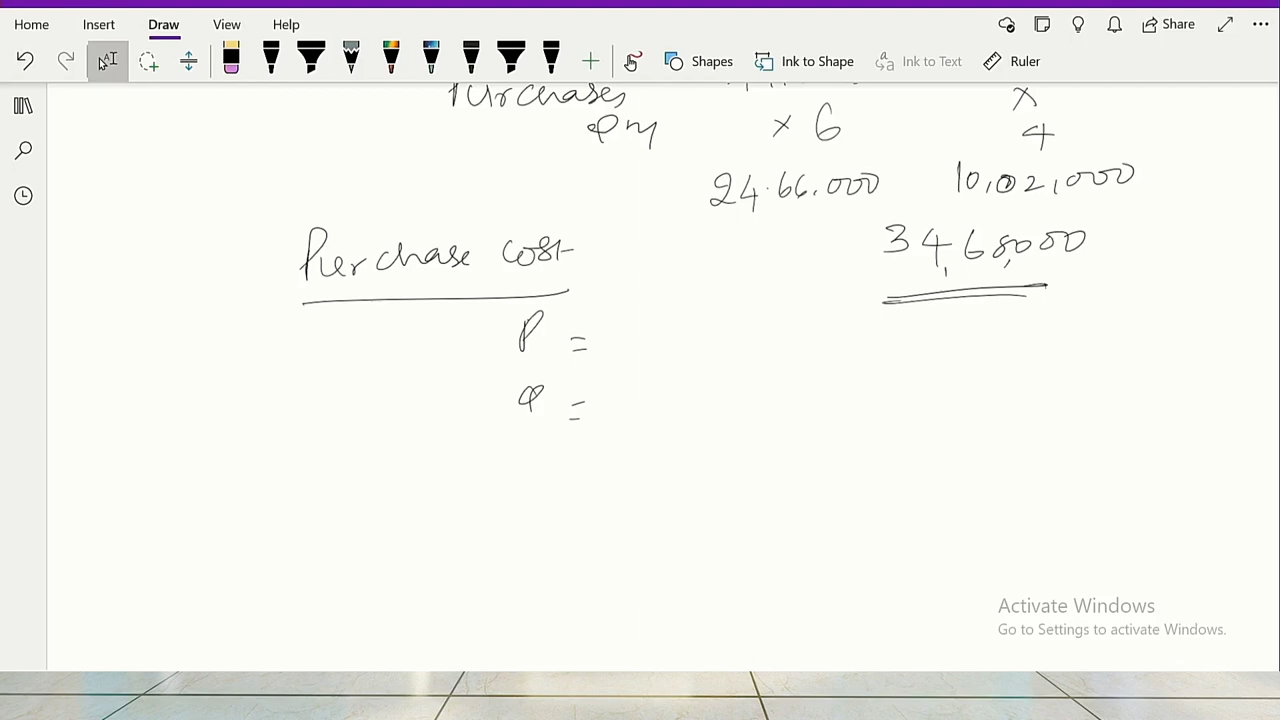 Home Insert Draw View Help Share
Shapes Ink to Shape Ink to Text Ruler
Purchases ×
× 6 4
24.66.000 10,02,000
Purchase cost 34,68,000
P =
Q =
Activate Windows
Go to Settings to activate Windows.